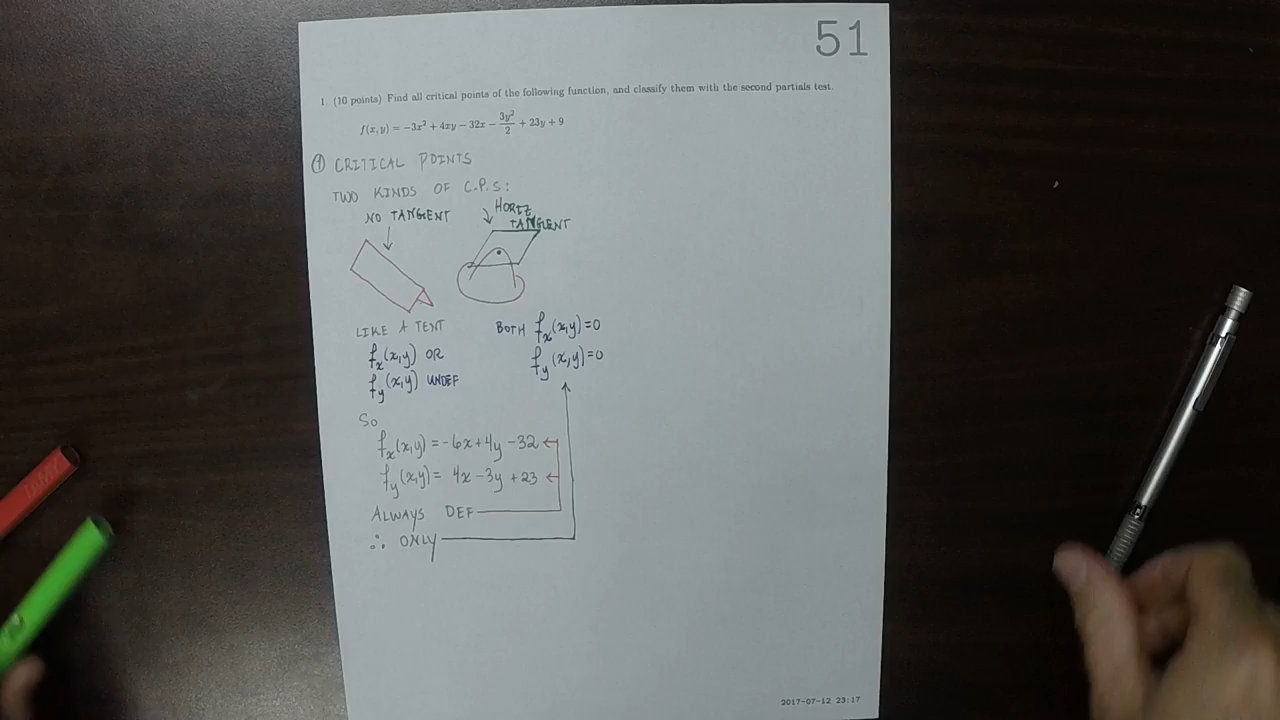 51
1. (10 points) Find all critical points of the following function, and classify them with the second partials test.
f(x, y) = −3x² + 4xy − 32x − 3y²/2 + 23y + 9
① CRITICAL POINTS
TWO KINDS OF C.P.S:
NO TANGENT
HORIZ TANGENT
LIKE A TENT
fₓ(x,y) OR
f_y(x,y) UNDEF
BOTH fₓ(x,y)=0
f_y(x,y)=0
SO
fₓ(x,y) = -6x+4y-32
f_y(x,y) = 4x-3y+23
ALWAYS DEF
∴ ONLY
2017-07-12 23:17